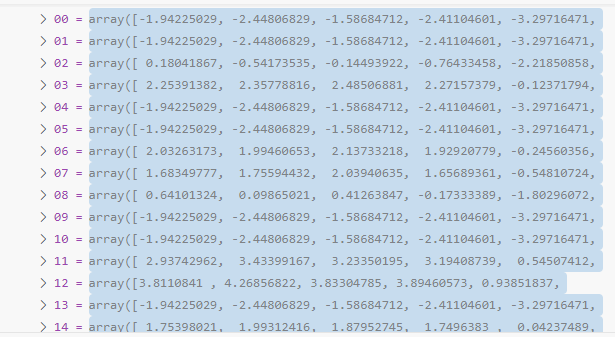 > 00 = array([-1.94225029, -2.44806829, -1.58684712, -2.41104601, -3.29716471,
> 01 = array([-1.94225029, -2.44806829, -1.58684712, -2.41104601, -3.29716471,
> 02 = array([ 0.18041867, -0.54173535, -0.14493922, -0.76433458, -2.21850858,
> 03 = array([ 2.25391382, 2.35778816, 2.48506881, 2.27157379, -0.12371794,
> 04 = array([-1.94225029, -2.44806829, -1.58684712, -2.41104601, -3.29716471,
> 05 = array([-1.94225029, -2.44806829, -1.58684712, -2.41104601, -3.29716471,
> 06 = array([ 2.03263173, 1.99460653, 2.13733218, 1.92920779, -0.24560356,
> 07 = array([ 1.68349777, 1.75594432, 2.03940635, 1.65689361, -0.54810724,
> 08 = array([ 0.64101324, 0.09865021, 0.41263847, -0.17333389, -1.80296072,
> 09 = array([-1.94225029, -2.44806829, -1.58684712, -2.41104601, -3.29716471,
> 10 = array([-1.94225029, -2.44806829, -1.58684712, -2.41104601, -3.29716471,
> 11 = array([ 2.93742962, 3.43399167, 3.23350195, 3.19408739, 0.54507412,
> 12 = array([3.8110841 , 4.26856822, 3.83304785, 3.89460573, 0.93851837,
> 13 = array([-1.94225029, -2.44806829, -1.58684712, -2.41104601, -3.29716471,
> 14 = array([ 1.75398021, 1.99312416, 1.87952745, 1.7496383 , 0.04237489,